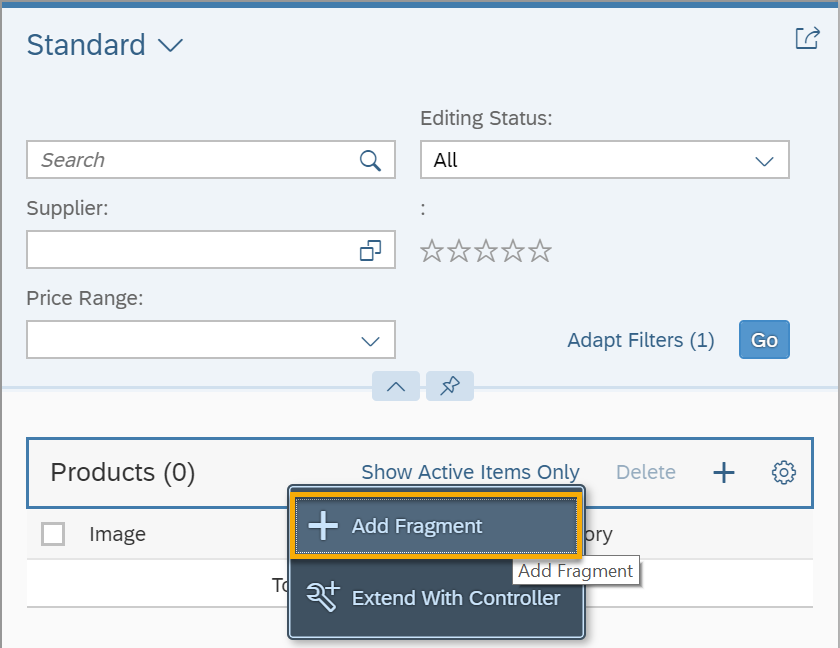 Standard
Editing Status:
Search
All
Supplier:
:
Price Range:
Adapt Filters (1)
Go
Products (0)
Show Active Items Only
Delete
Image
Add Fragment
ory
Add Fragment
To
Extend With Controller